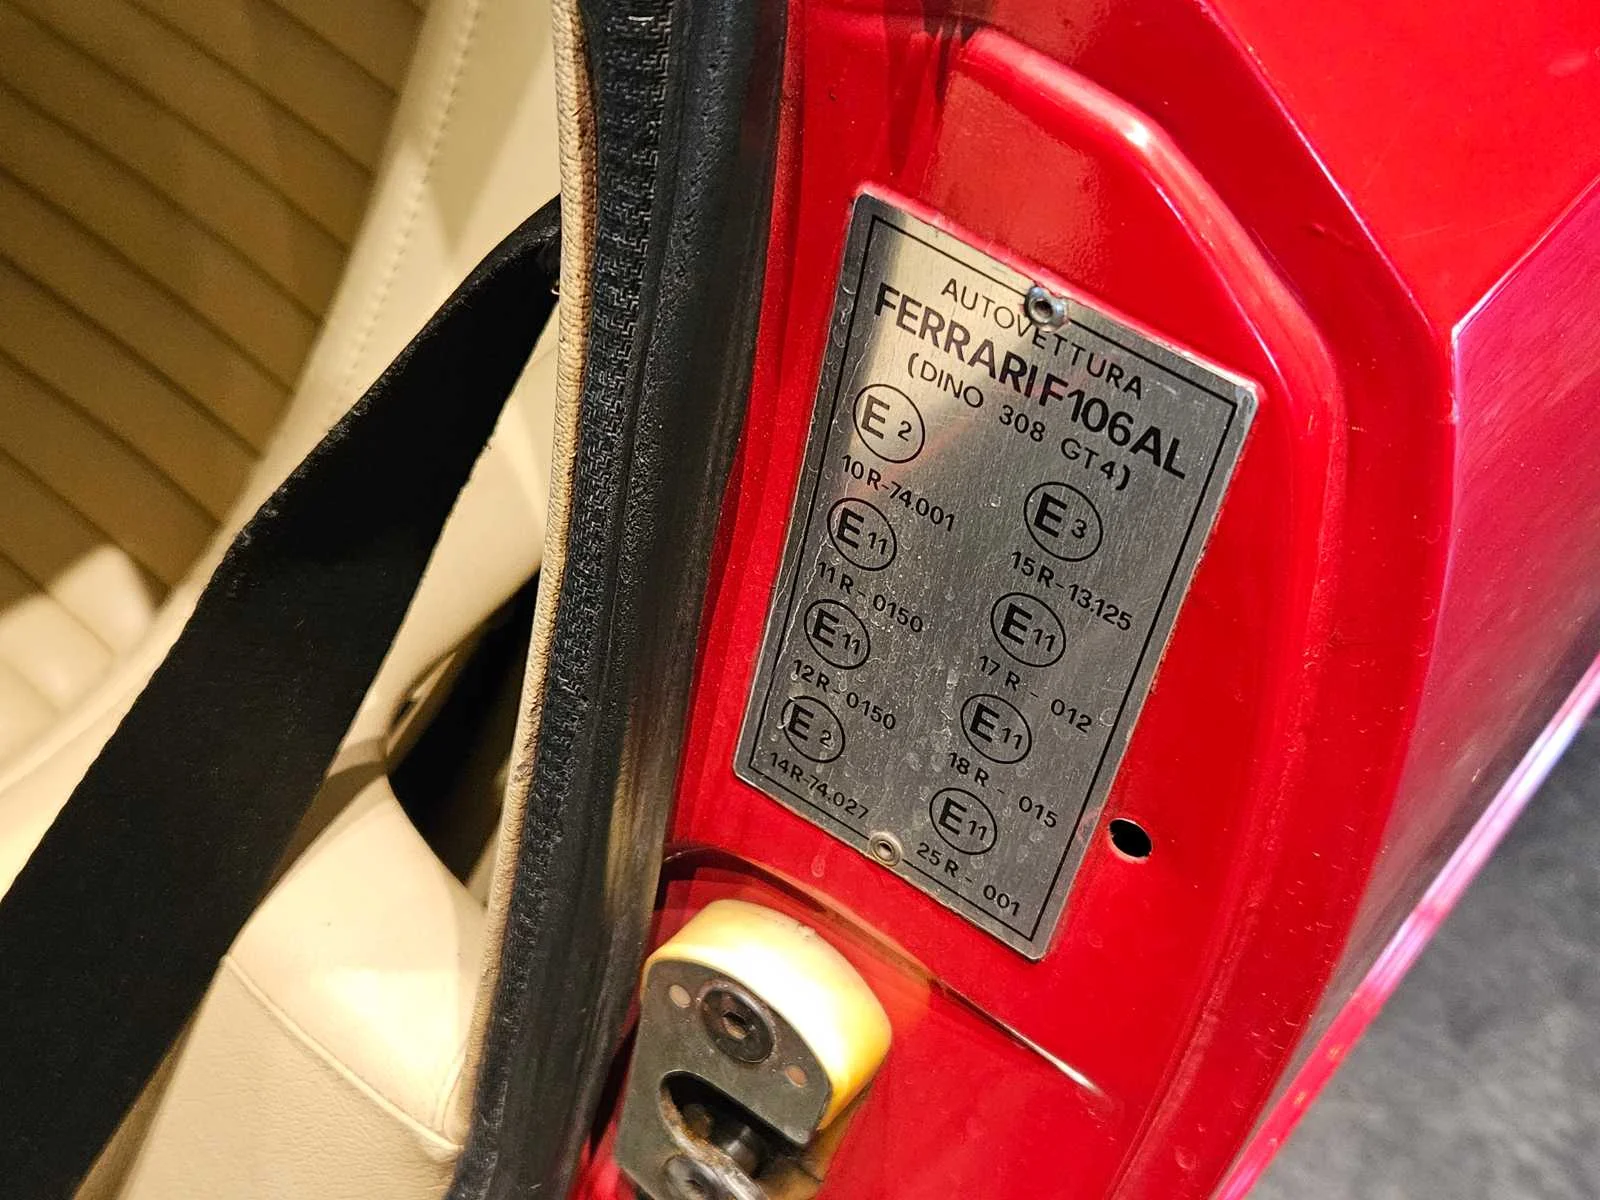 AUTOVETTURA
FERRARI F106AL
(DINO 308 GT4)
E2
10R-74.001
E11
11R-0150
E11
12R-0150
E2
14R-74.027
E3
15R-13.125
E11
17R-012
E11
18R-015
E11
25R-001